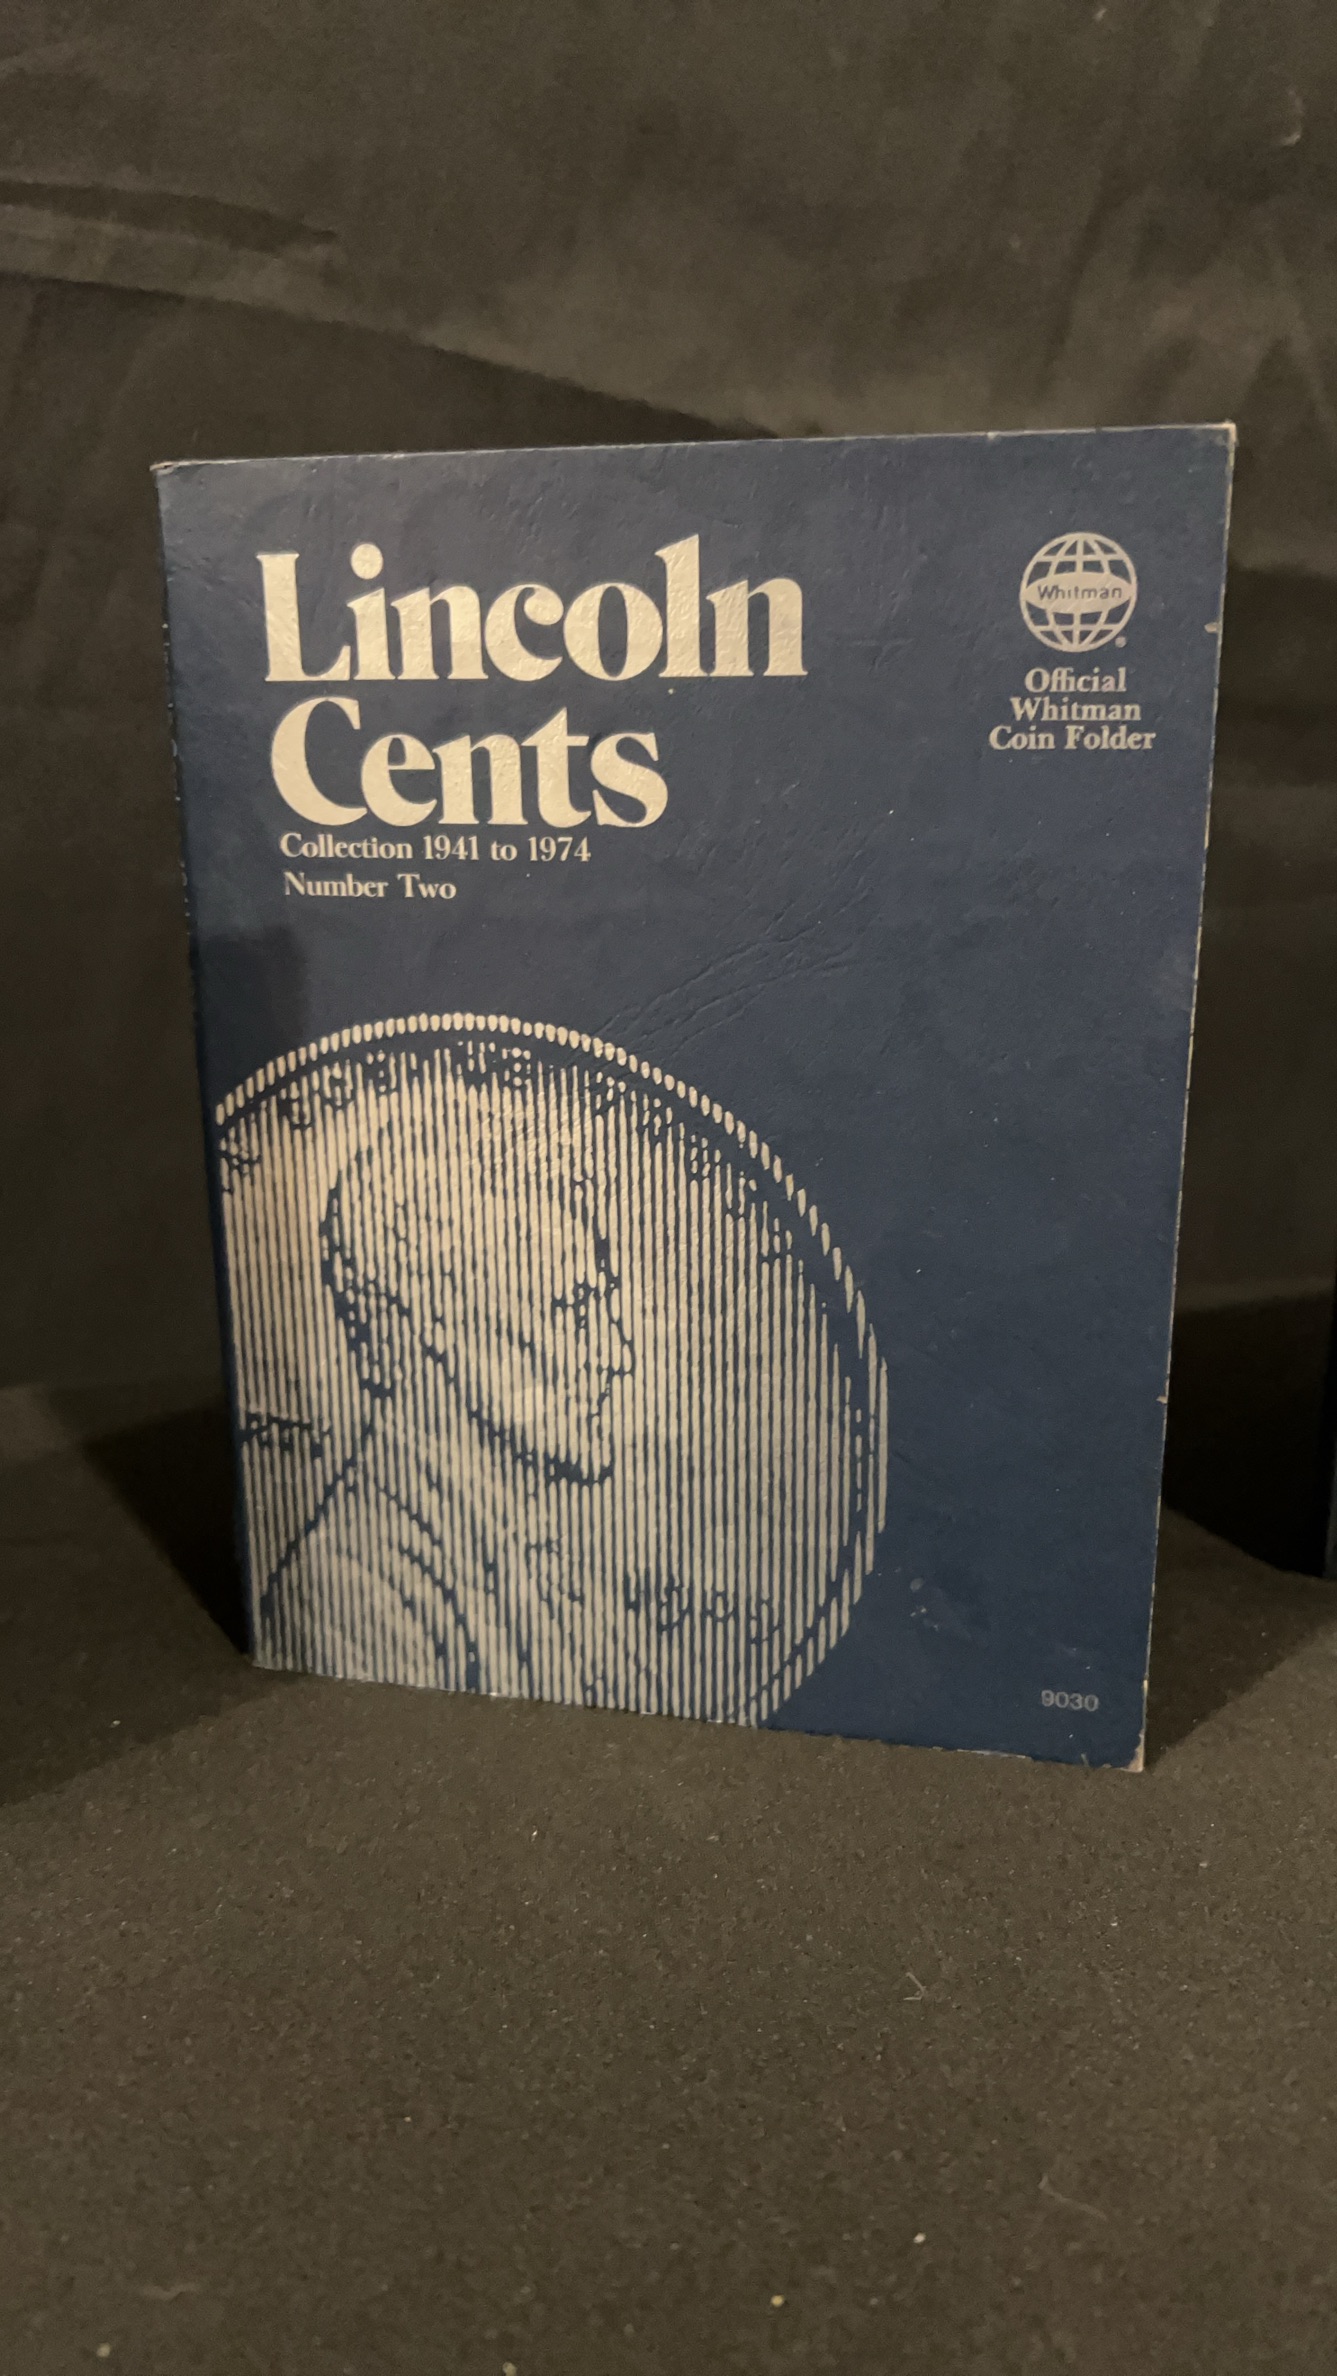 Lincoln
Cents
Collection 1941 to 1974
Number Two
Whitman
®
Official
Whitman
Coin Folder
9030